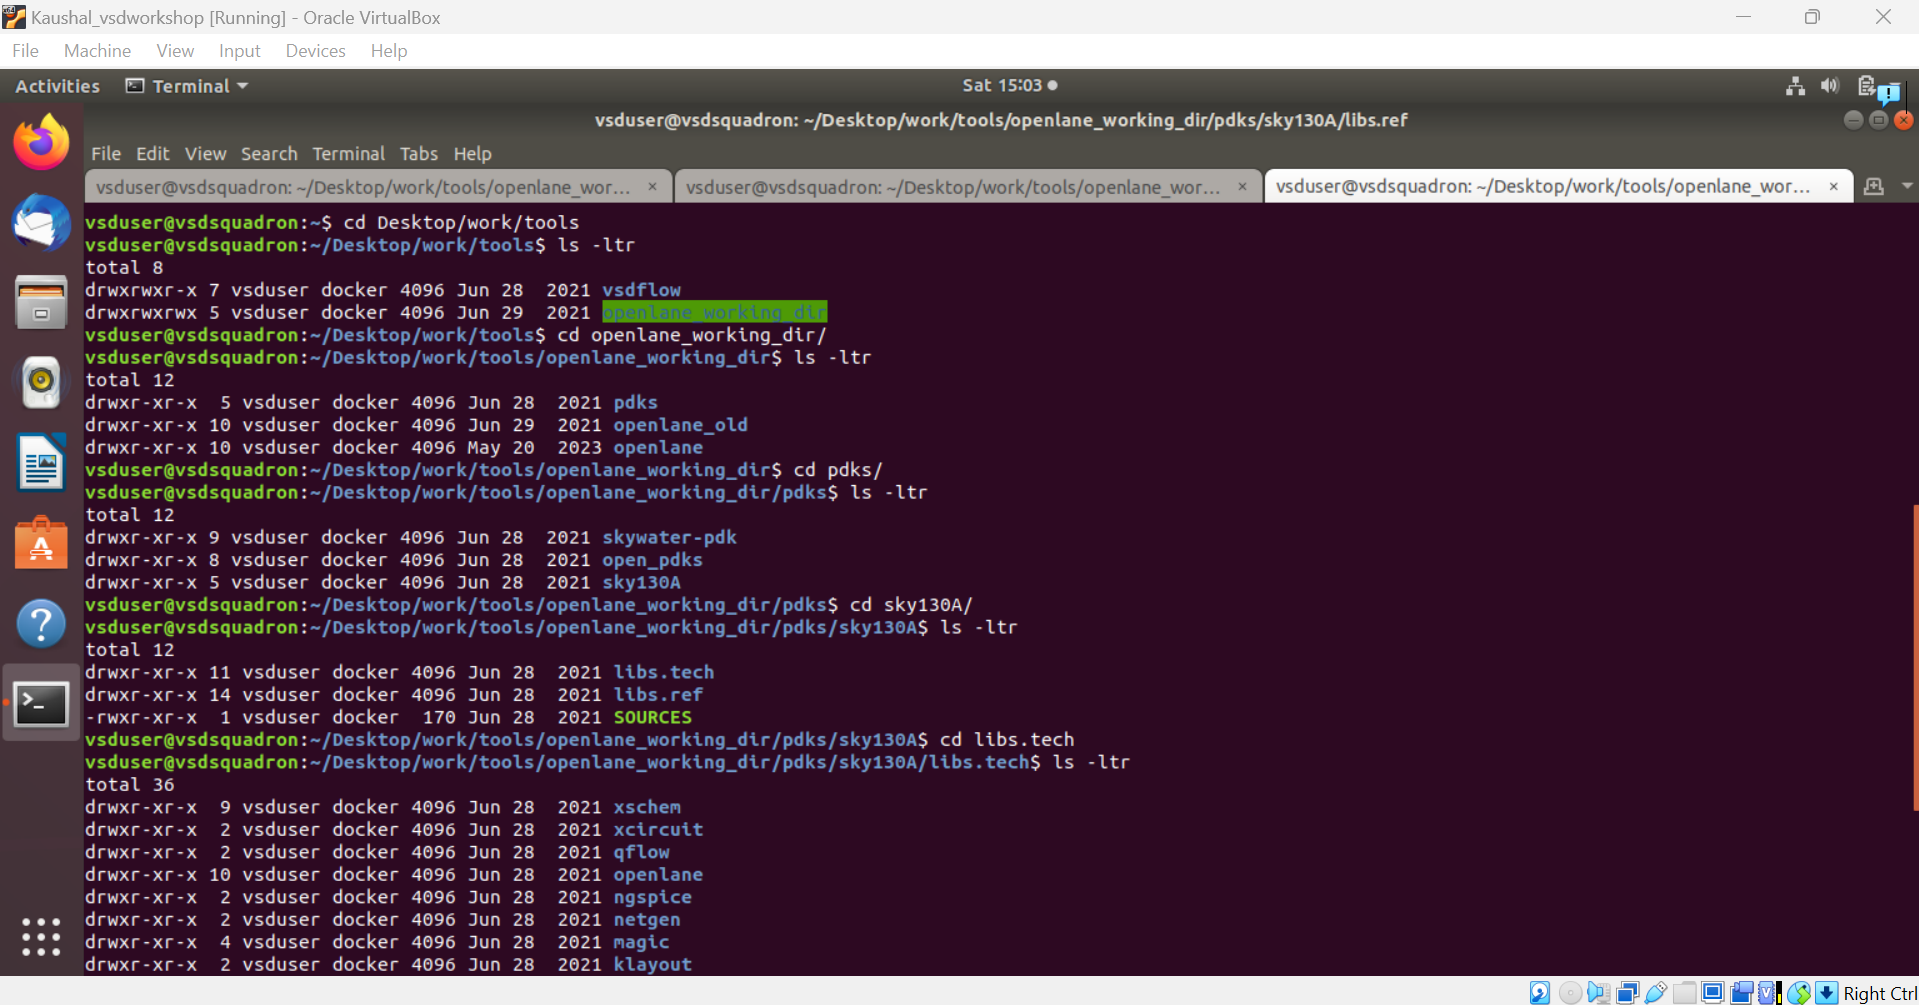 Kaushal_vsdworkshop [Running] - Oracle VirtualBox
File Machine View Input Devices Help
Activities Terminal Sat 15:03
vsduser@vsdsquadron: ~/Desktop/work/tools/openlane_working_dir/pdks/sky130A/libs.ref
File Edit View Search Terminal Tabs Help
vsduser@vsdsquadron: ~/Desktop/work/tools/openlane_wor... × vsduser@vsdsquadron: ~/Desktop/work/tools/openlane_wor... × vsduser@vsdsquadron: ~/Desktop/work/tools/openlane_wor... ×
vsduser@vsdsquadron:~$ cd Desktop/work/tools
vsduser@vsdsquadron:~/Desktop/work/tools$ ls -ltr
total 8
drwxrwxr-x 7 vsduser docker 4096 Jun 28  2021 vsdflow
drwxrwxrwx 5 vsduser docker 4096 Jun 29  2021 openlane_working_dir
vsduser@vsdsquadron:~/Desktop/work/tools$ cd openlane_working_dir/
vsduser@vsdsquadron:~/Desktop/work/tools/openlane_working_dir$ ls -ltr
total 12
drwxr-xr-x  5 vsduser docker 4096 Jun 28  2021 pdks
drwxr-xr-x 10 vsduser docker 4096 Jun 29  2021 openlane_old
drwxr-xr-x 10 vsduser docker 4096 May 20  2023 openlane
vsduser@vsdsquadron:~/Desktop/work/tools/openlane_working_dir$ cd pdks/
vsduser@vsdsquadron:~/Desktop/work/tools/openlane_working_dir/pdks$ ls -ltr
total 12
drwxr-xr-x 9 vsduser docker 4096 Jun 28  2021 skywater-pdk
drwxr-xr-x 8 vsduser docker 4096 Jun 28  2021 open_pdks
drwxr-xr-x 5 vsduser docker 4096 Jun 28  2021 sky130A
vsduser@vsdsquadron:~/Desktop/work/tools/openlane_working_dir/pdks$ cd sky130A/
vsduser@vsdsquadron:~/Desktop/work/tools/openlane_working_dir/pdks/sky130A$ ls -ltr
total 12
drwxr-xr-x 11 vsduser docker 4096 Jun 28  2021 libs.tech
drwxr-xr-x 14 vsduser docker 4096 Jun 28  2021 libs.ref
-rwxr-xr-x  1 vsduser docker  170 Jun 28  2021 SOURCES
vsduser@vsdsquadron:~/Desktop/work/tools/openlane_working_dir/pdks/sky130A$ cd libs.tech
vsduser@vsdsquadron:~/Desktop/work/tools/openlane_working_dir/pdks/sky130A/libs.tech$ ls -ltr
total 36
drwxr-xr-x  9 vsduser docker 4096 Jun 28  2021 xschem
drwxr-xr-x  2 vsduser docker 4096 Jun 28  2021 xcircuit
drwxr-xr-x  2 vsduser docker 4096 Jun 28  2021 qflow
drwxr-xr-x 10 vsduser docker 4096 Jun 28  2021 openlane
drwxr-xr-x  2 vsduser docker 4096 Jun 28  2021 ngspice
drwxr-xr-x  2 vsduser docker 4096 Jun 28  2021 netgen
drwxr-xr-x  4 vsduser docker 4096 Jun 28  2021 magic
drwxr-xr-x  2 vsduser docker 4096 Jun 28  2021 klayout
Right Ctrl